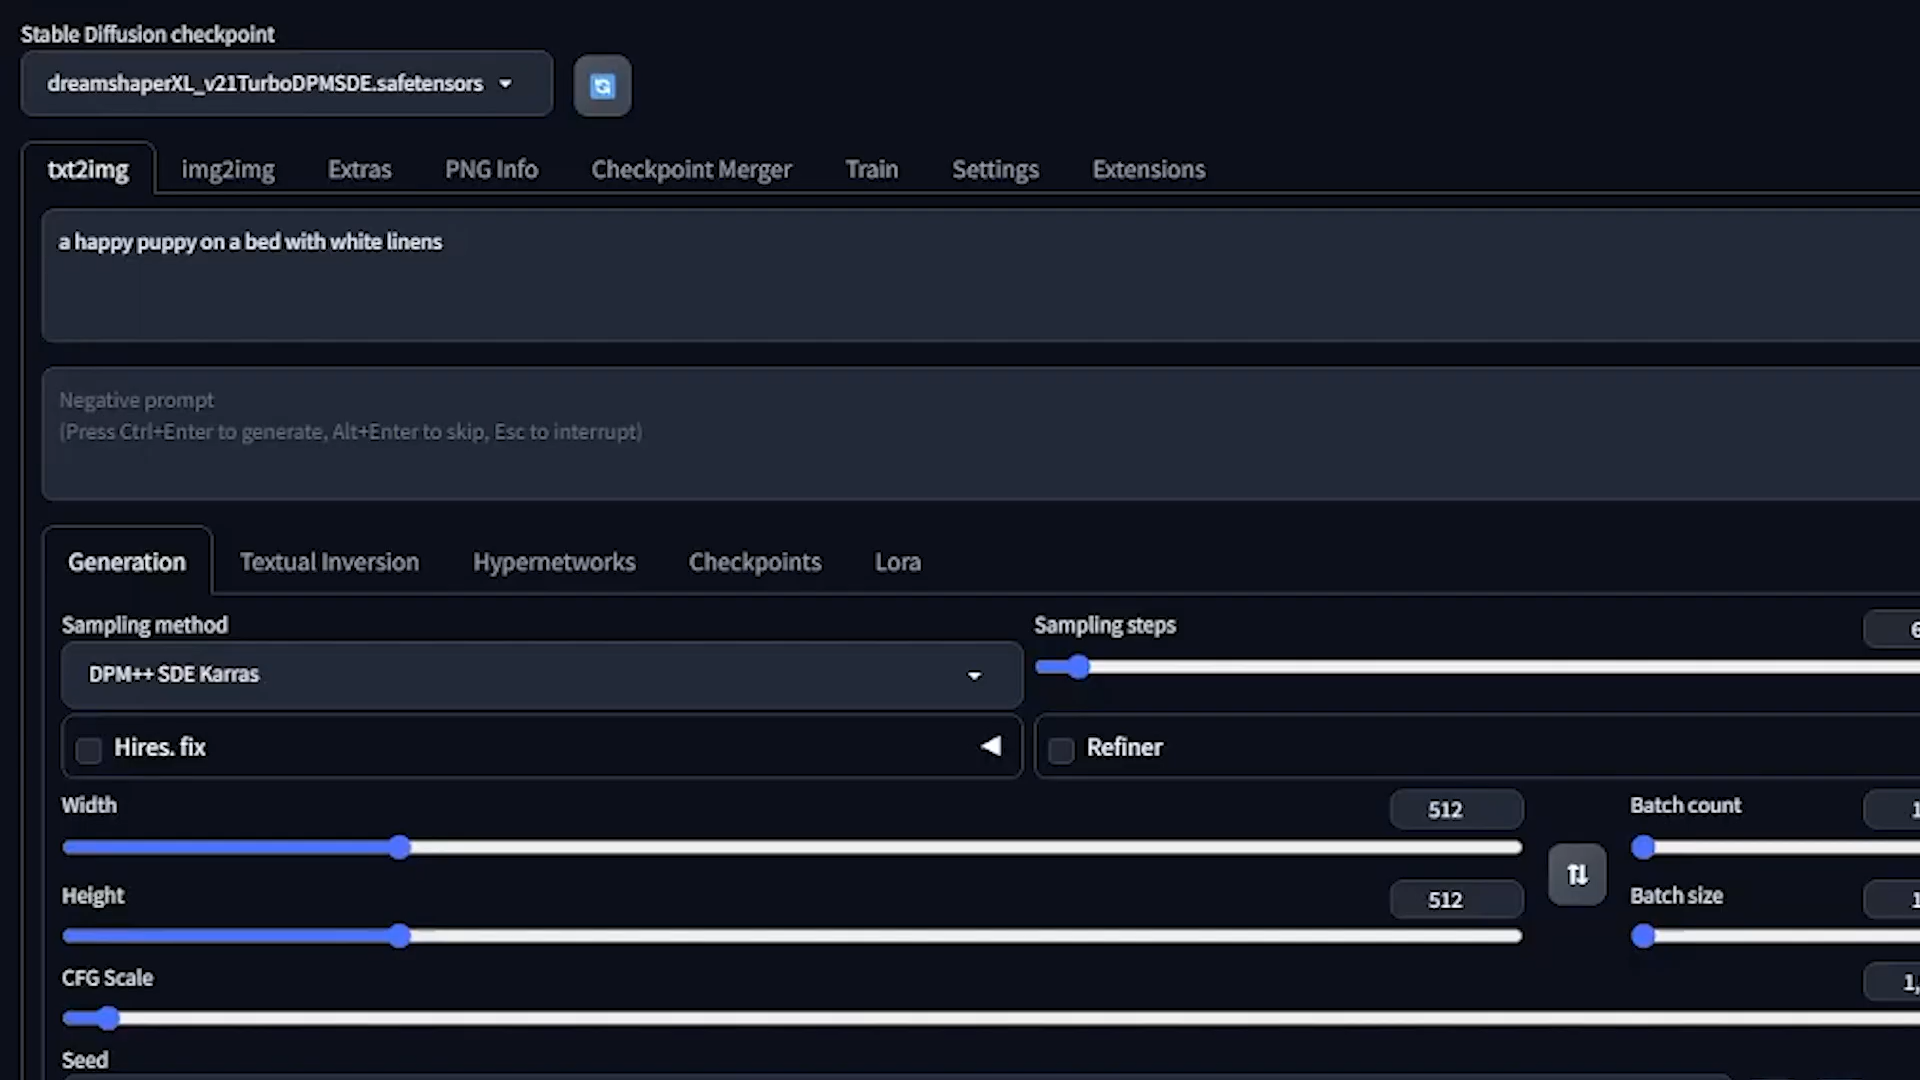 Stable Diffusion checkpoint
dreamshaperXL_v21TurboDPMSDE.safetensors
txt2img img2img Extras PNG Info Checkpoint Merger Train Settings Extensions
a happy puppy on a bed with white linens
Negative prompt
(Press Ctrl+Enter to generate, Alt+Enter to skip, Esc to interrupt)
Generation Textual Inversion Hypernetworks Checkpoints Lora
Sampling method Sampling steps
DPM++ SDE Karras
Hires. fix Refiner
Width 512 Batch count 1
Height 512 Batch size 1
CFG Scale
Seed